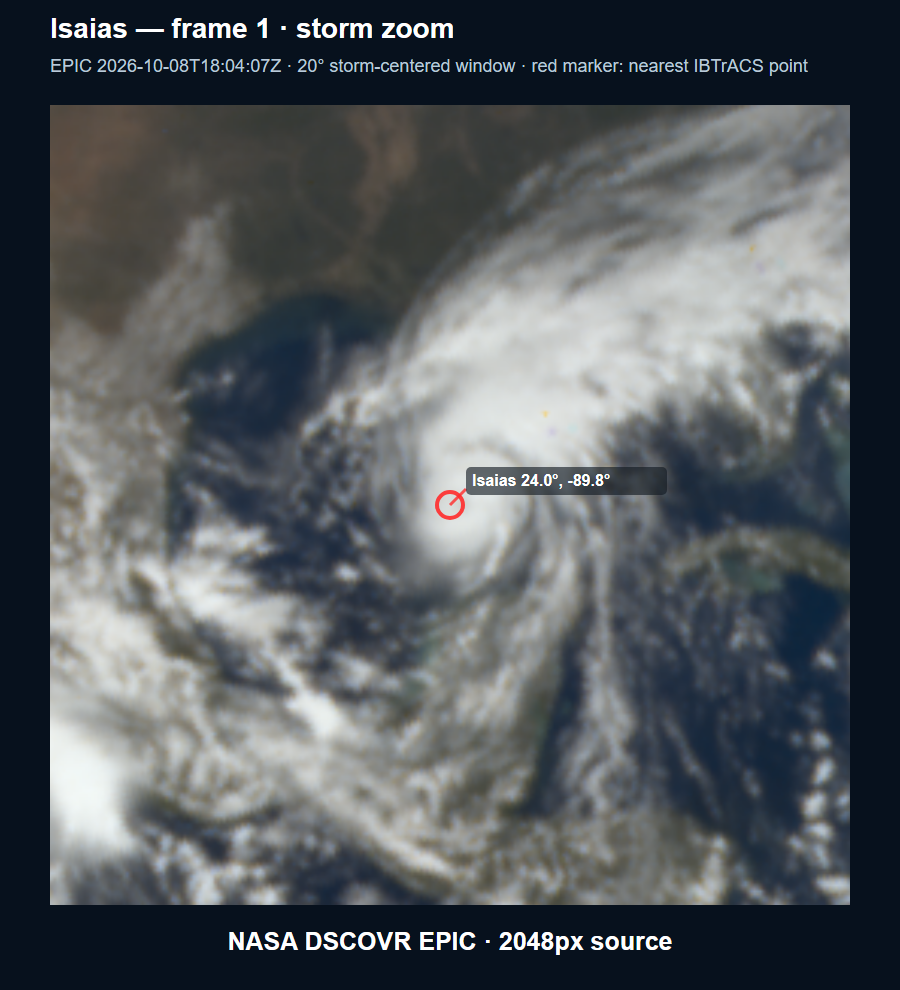 Isaias — frame 1 · storm zoom
EPIC 2026-10-08T18:04:07Z · 20° storm-centered window · red marker: nearest IBTrACS point
Isaias 24.0°, -89.8°
NASA DSCOVR EPIC · 2048px source